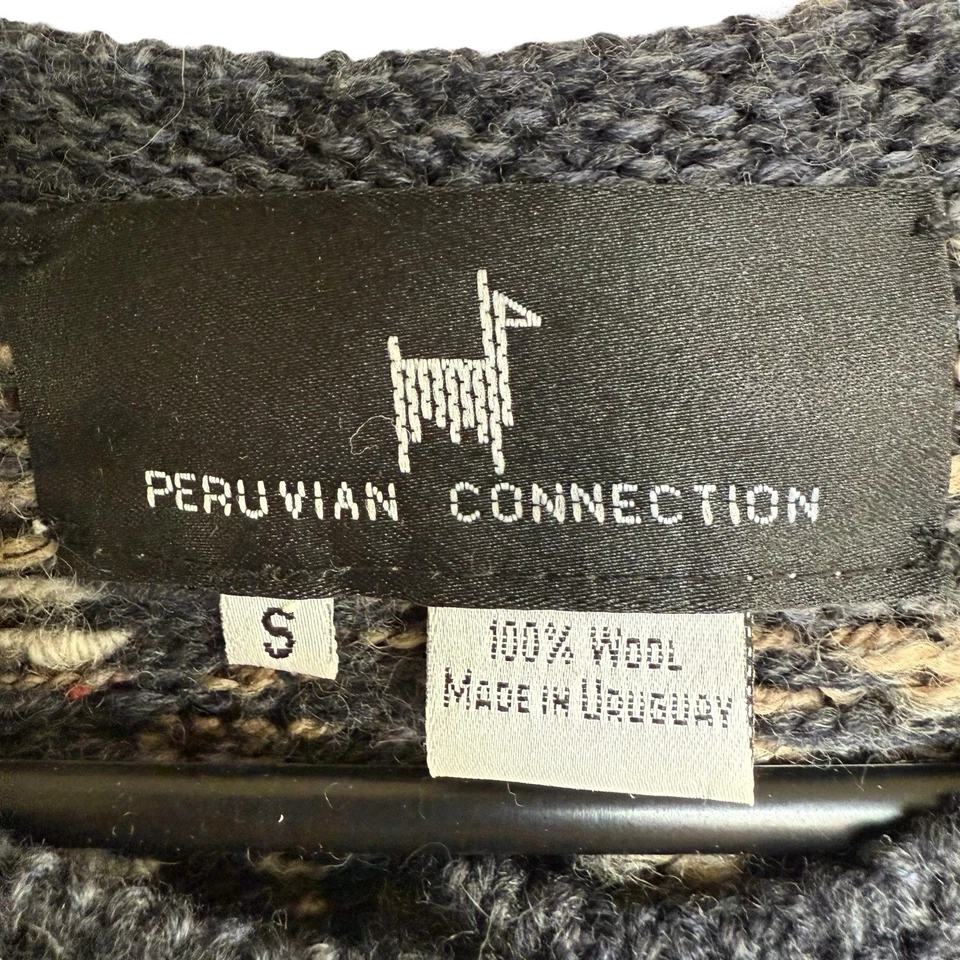 PERUVIAN CONNECTION
S
100% WOOL
MADE IN URUGUAY